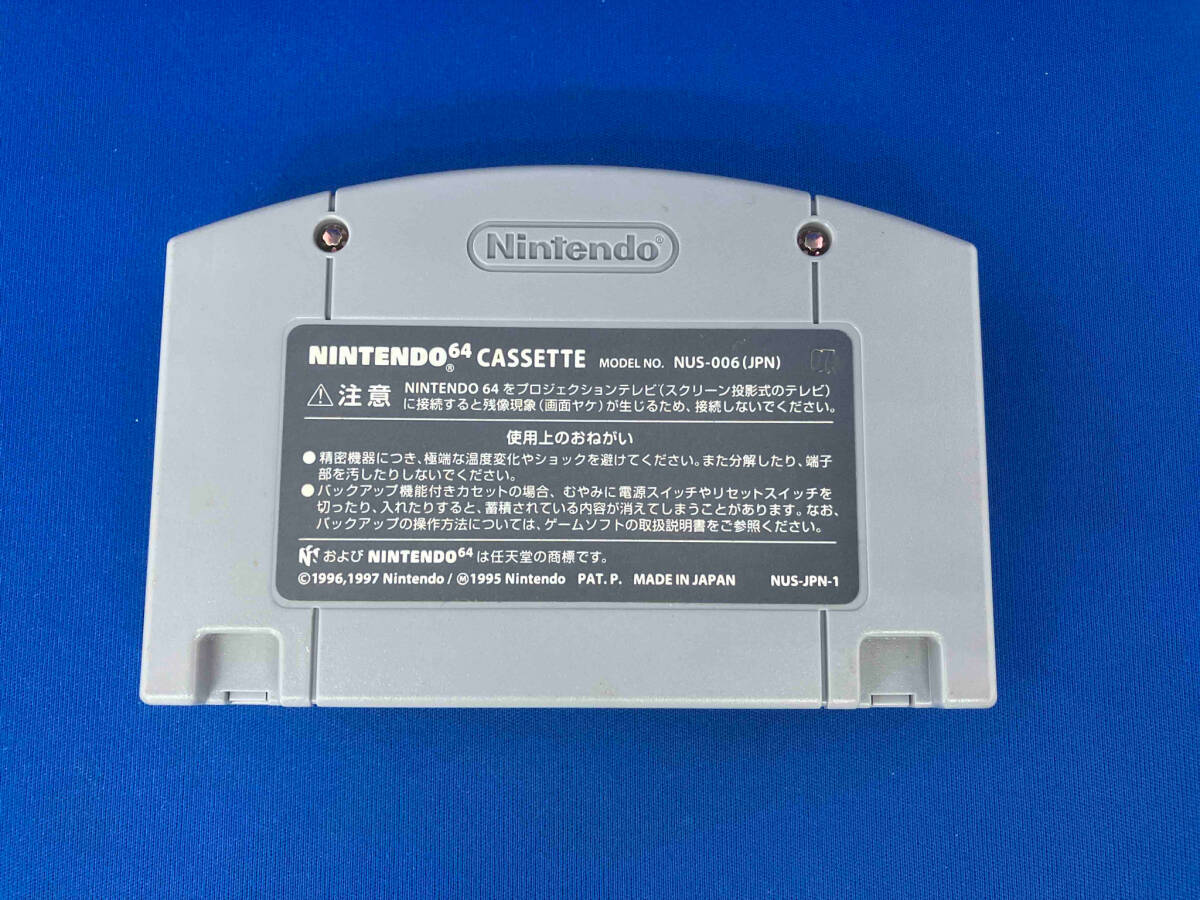 Nintendo®
NINTENDO64® CASSETTE MODEL NO. NUS-006(JPN)
注意 NINTENDO 64をプロジェクションテレビ(スクリーン投影式のテレビ)
に接続すると残像現象(画面ヤケ)が生じるため、接続しないでください。
使用上のおねがい
●精密機器につき、極端な温度変化やショックを避けてください。また分解したり、端子
部を汚したりしないでください。
●バックアップ機能付きカセットの場合、むやみに電源スイッチやリセットスイッチを
切ったり、入れたりすると、蓄積されている内容が消えてしまうことがあります。なお、
バックアップの操作方法については、ゲームソフトの取扱説明書をご参照ください。
および NINTENDO64 は任天堂の商標です。
©1996,1997 Nintendo/Ⓜ1995 Nintendo PAT.P. MADE IN JAPAN NUS-JPN-1